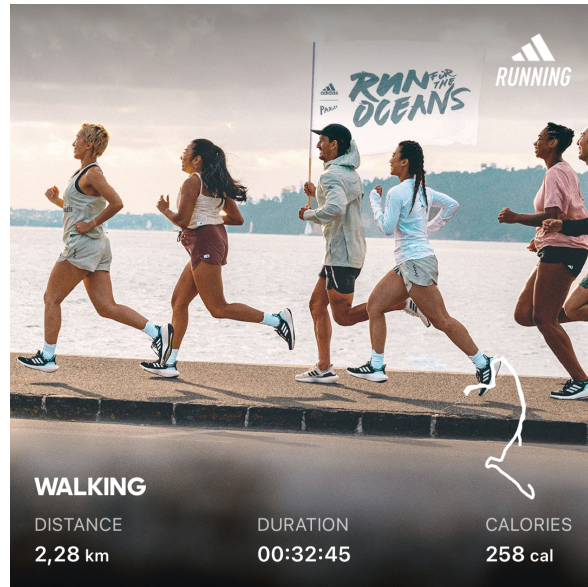 RUN FOR
THE
OCEANS
adidas
PARLEY
RUNNING
WALKING
DISTANCE
DURATION
CALORIES
2,28 km
00:32:45
258 cal